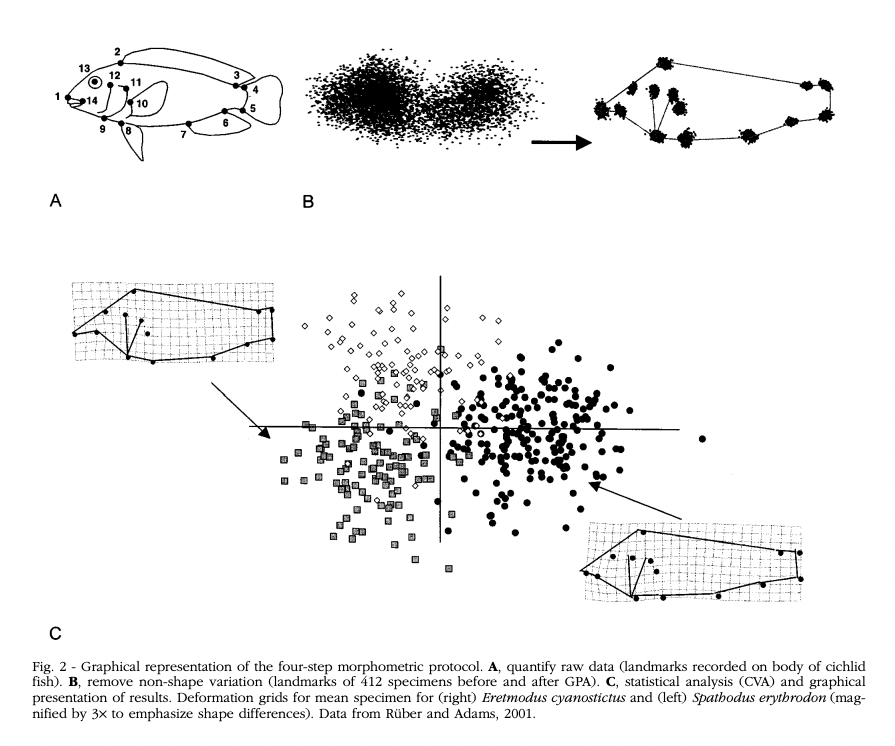 2
13
12
11
3
4
1
14
10
5
9
8
7
6
A
B
C
Fig. 2 - Graphical representation of the four-step morphometric protocol. A, quantify raw data (landmarks recorded on body of cichlid
fish). B, remove non-shape variation (landmarks of 412 specimens before and after GPA). C, statistical analysis (CVA) and graphical
presentation of results. Deformation grids for mean specimen for (right) Eretmodus cyanostictus and (left) Spathodus erythrodon (mag-
nified by 3× to emphasize shape differences). Data from Rüber and Adams, 2001.